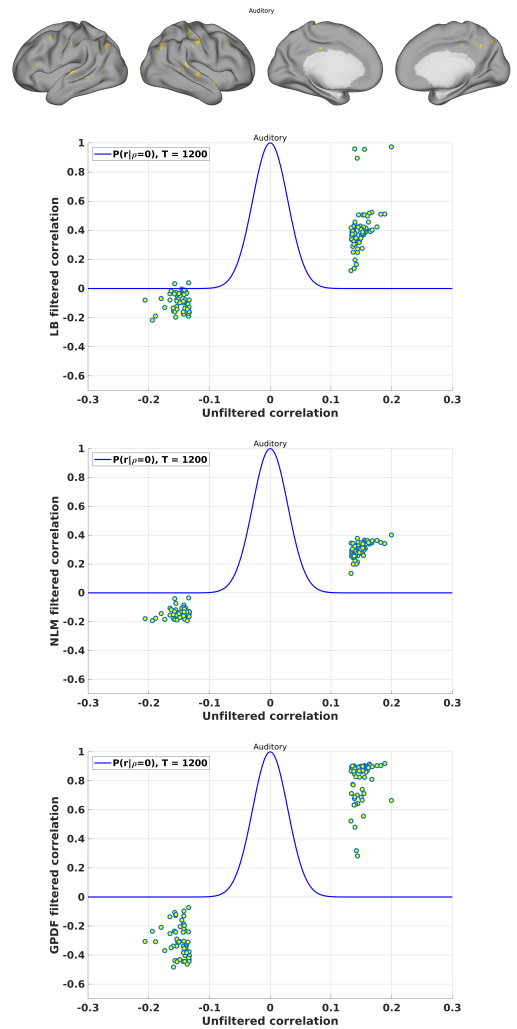 Auditory
Auditory
P(r|ρ=0), T = 1200
1
0.8
0.6
0.4
0.2
0
-0.2
-0.4
-0.6
LB filtered correlation
-0.3 -0.2 -0.1 0 0.1 0.2 0.3
Unfiltered correlation
Auditory
P(r|ρ=0), T = 1200
1
0.8
0.6
0.4
0.2
0
-0.2
-0.4
-0.6
NLM filtered correlation
-0.3 -0.2 -0.1 0 0.1 0.2 0.3
Unfiltered correlation
Auditory
P(r|ρ=0), T = 1200
1
0.8
0.6
0.4
0.2
0
-0.2
-0.4
-0.6
GPDF filtered correlation
-0.3 -0.2 -0.1 0 0.1 0.2 0.3
Unfiltered correlation